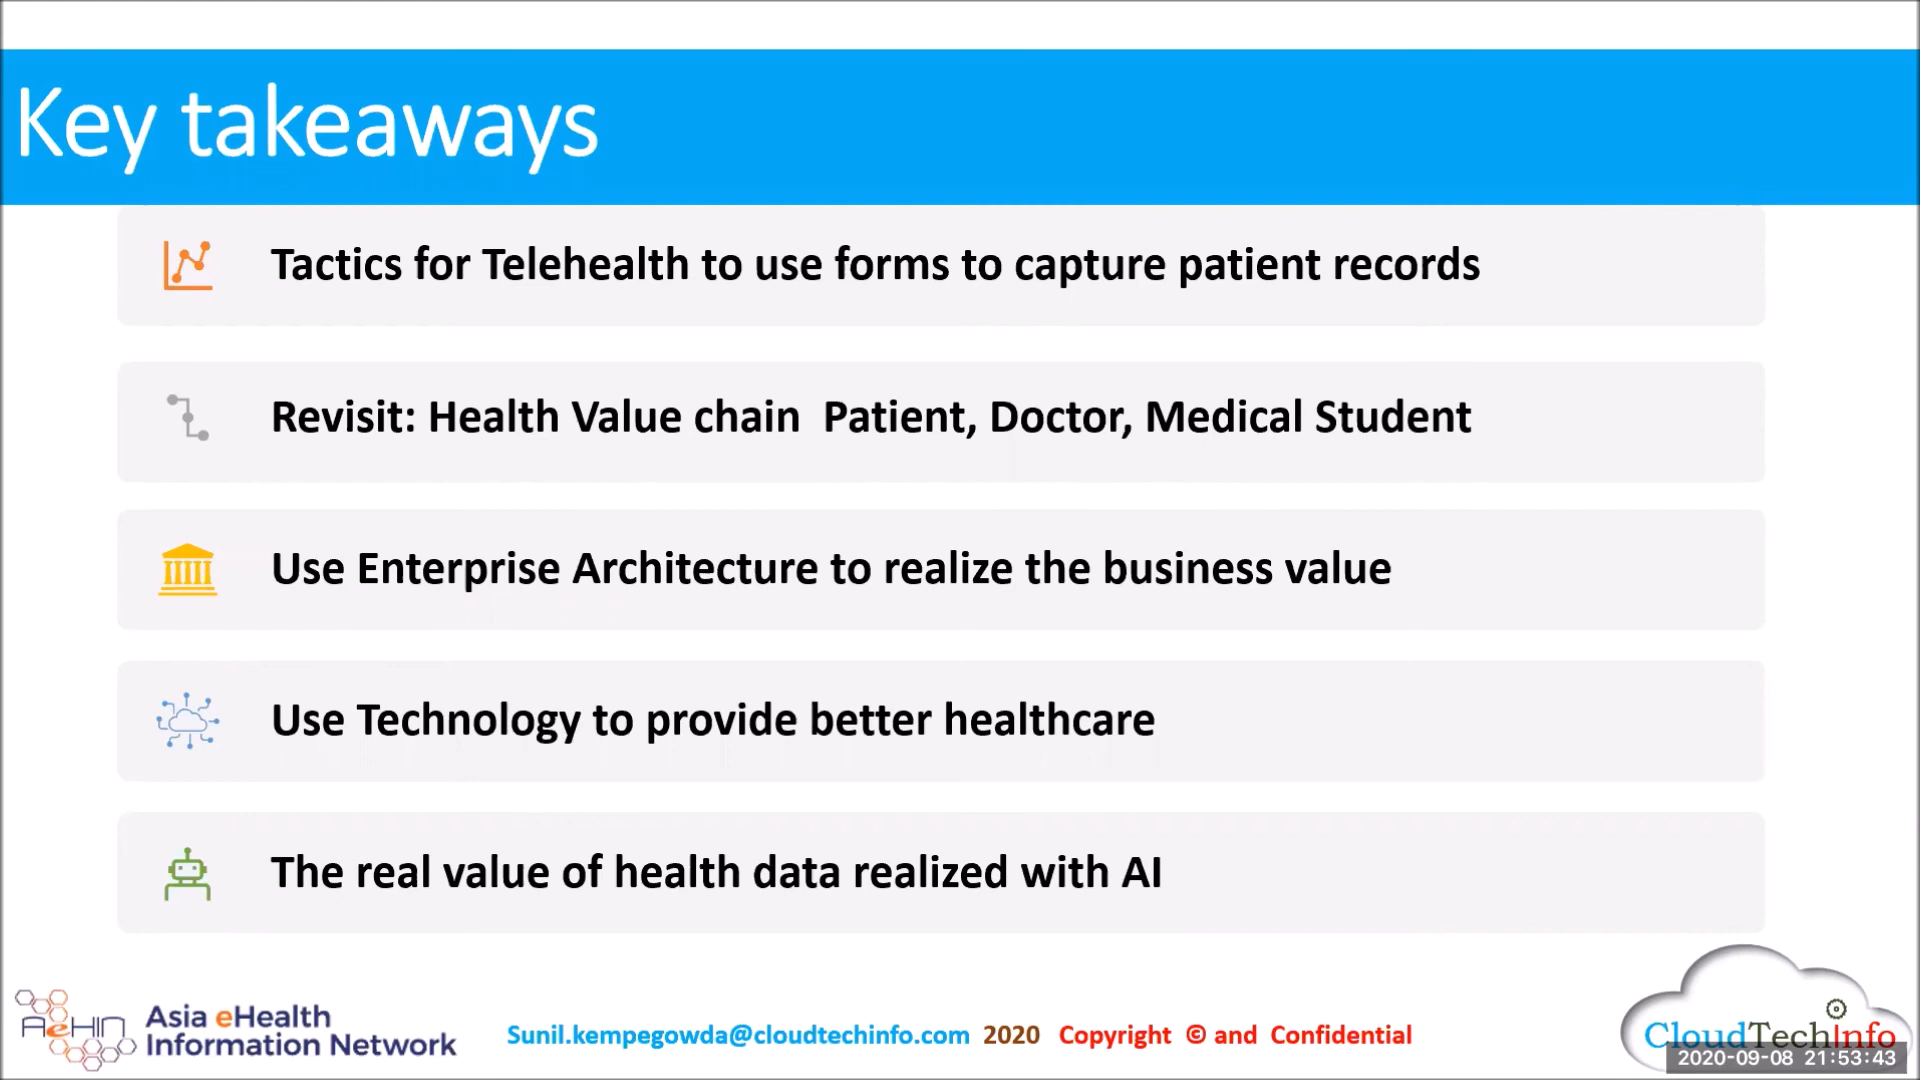 Key takeaways
Tactics for Telehealth to use forms to capture patient records
Revisit: Health Value chain  Patient, Doctor, Medical Student
Use Enterprise Architecture to realize the business value
Use Technology to provide better healthcare
The real value of health data realized with AI
AeHIN
Asia eHealth
Information Network
Sunil.kempegowda@cloudtechinfo.com 2020 Copyright © and Confidential
CloudTechInfo
2020-09-08 21:53:43